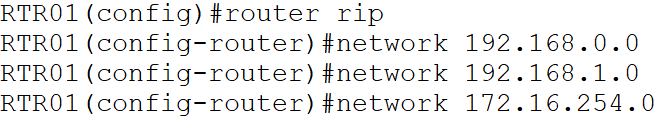 RTR01(config)#router rip
RTR01(config-router)#network 192.168.0.0
RTR01(config-router)#network 192.168.1.0
RTR01(config-router)#network 172.16.254.0